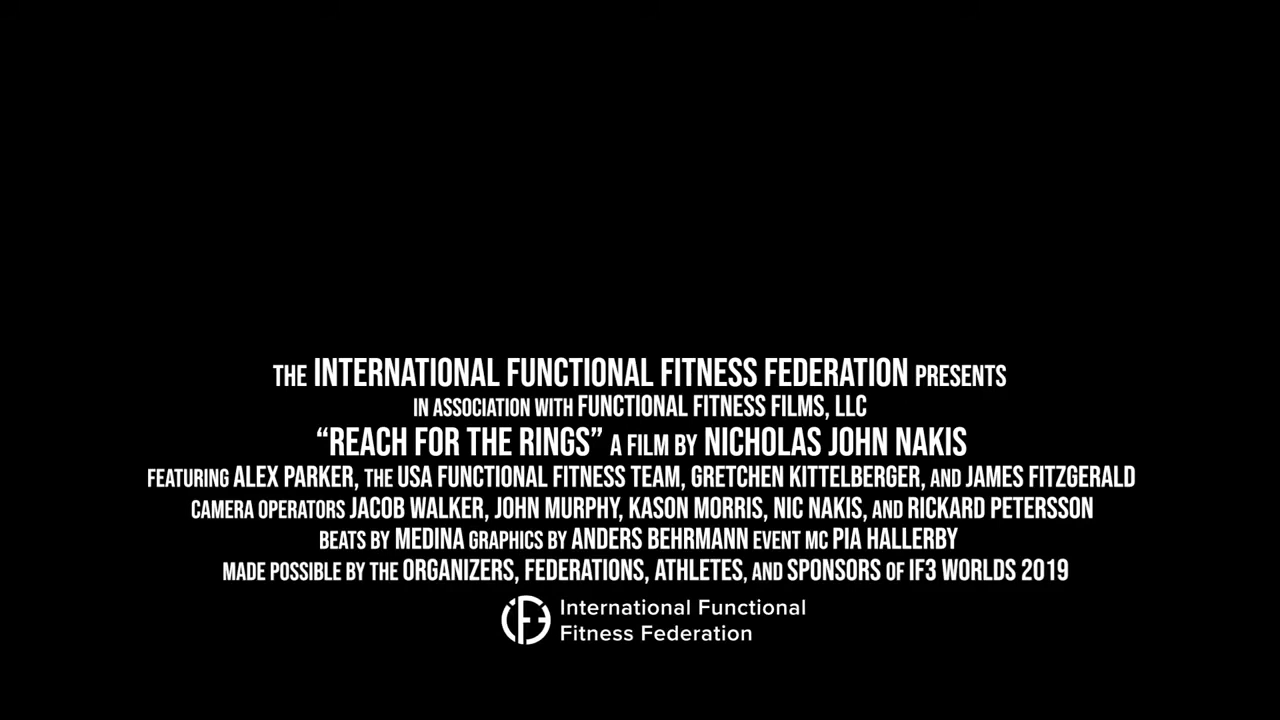 THE INTERNATIONAL FUNCTIONAL FITNESS FEDERATION PRESENTS
IN ASSOCIATION WITH FUNCTIONAL FITNESS FILMS, LLC
“REACH FOR THE RINGS” A FILM BY NICHOLAS JOHN NAKIS
FEATURING ALEX PARKER, THE USA FUNCTIONAL FITNESS TEAM, GRETCHEN KITTELBERGER, AND JAMES FITZGERALD
CAMERA OPERATORS JACOB WALKER, JOHN MURPHY, KASON MORRIS, NIC NAKIS, AND RICKARD PETERSSON
BEATS BY MEDINA GRAPHICS BY ANDERS BEHRMANN EVENT MC PIA HALLERBY
MADE POSSIBLE BY THE ORGANIZERS, FEDERATIONS, ATHLETES, AND SPONSORS OF IF3 WORLDS 2019
iF3 International Functional
Fitness Federation